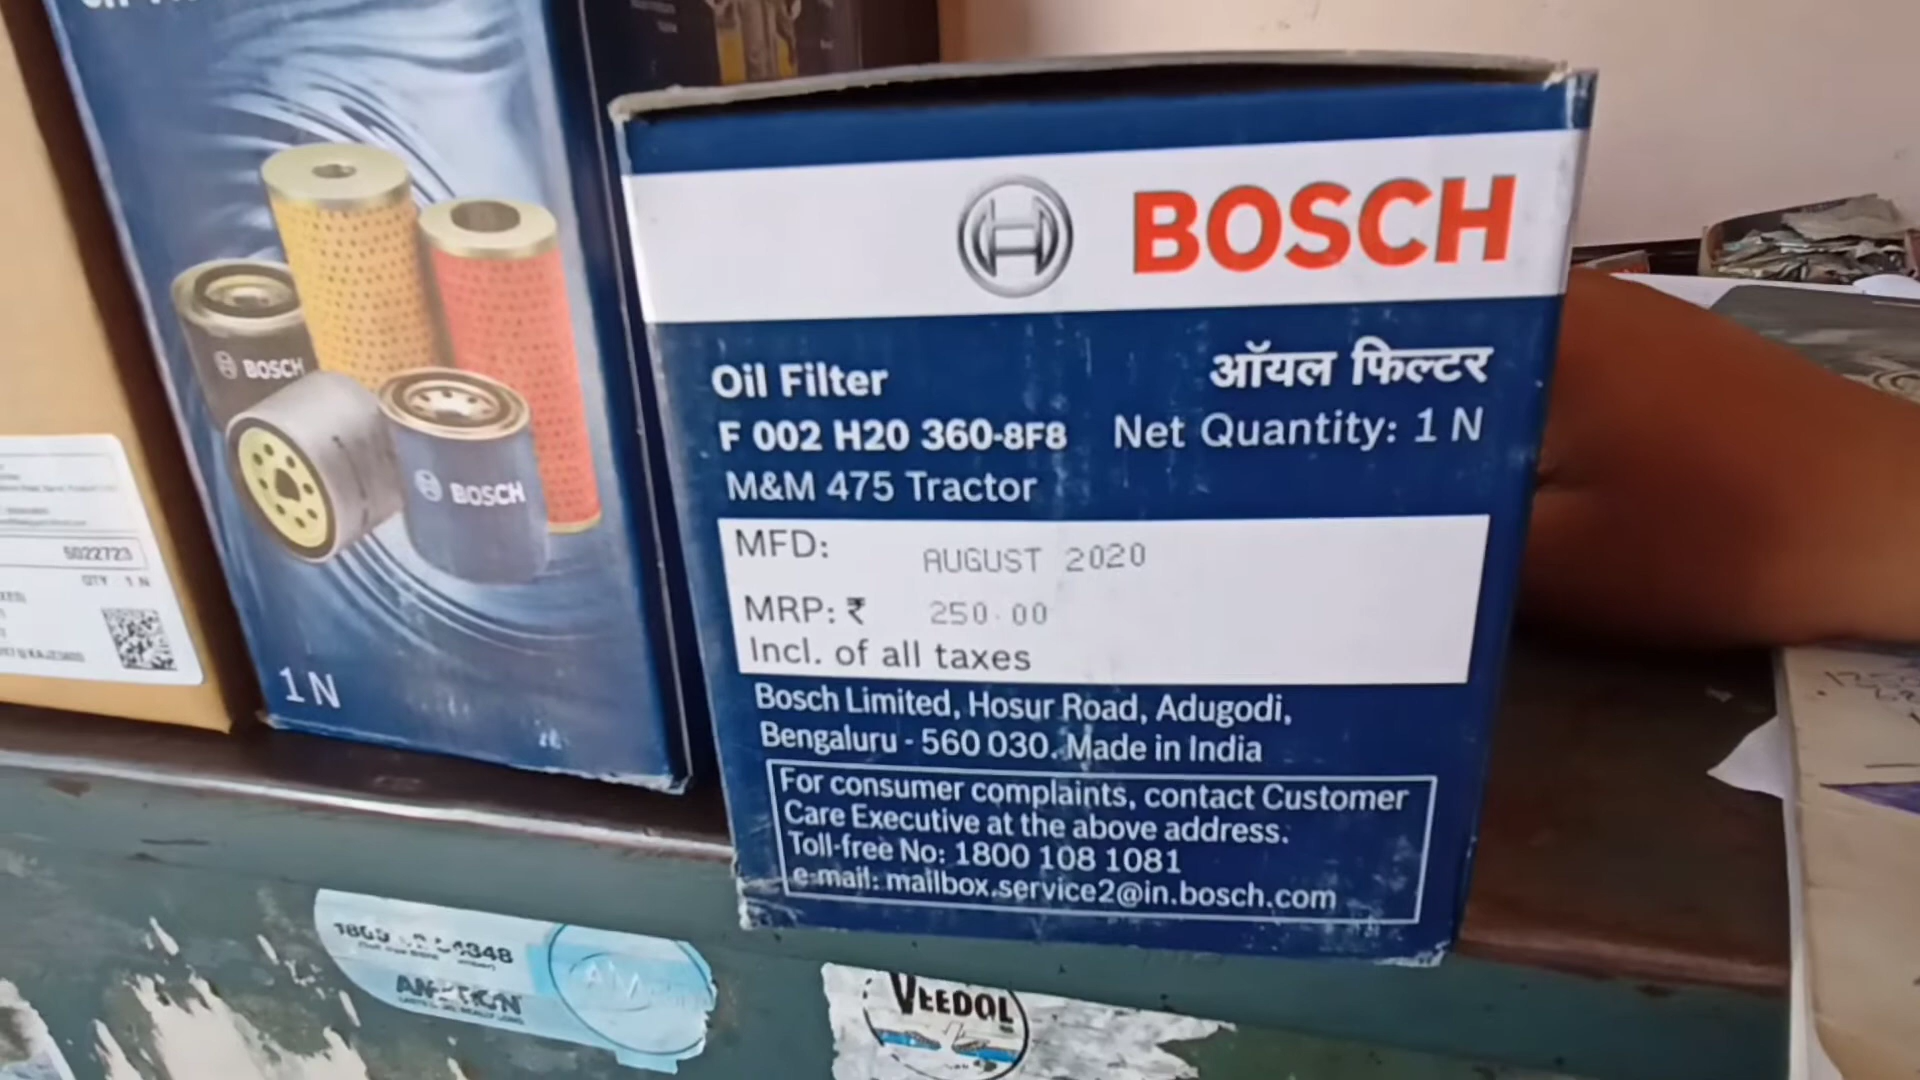 BOSCH
BOSCH
1 N
5022723
QTY 1 N
BOSCH
Oil Filter
ऑयल फिल्टर
F 002 H20 360-8F8
Net Quantity: 1 N
M&M 475 Tractor
MFD: AUGUST 2020
MRP: ₹ 250.00
Incl. of all taxes
Bosch Limited, Hosur Road, Adugodi,
Bengaluru - 560 030. Made in India
For consumer complaints, contact Customer
Care Executive at the above address.
Toll-free No: 1800 108 1081
e-mail: mailbox.service2@in.bosch.com
VEEDOL